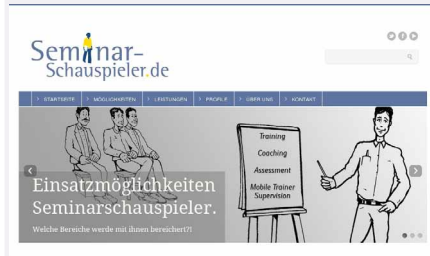 Seminar-
Schauspieler.de
STARTSEITE
MÖGLICHKEITEN
LEISTUNGEN
PROFILE
ÜBER UNS
KONTAKT
Training
Coaching
Assessment
Mobile Trainer
Supervision
Einsatzmöglichkeiten
Seminarschauspieler.
Welche Bereiche werde mit ihnen bereichert?!